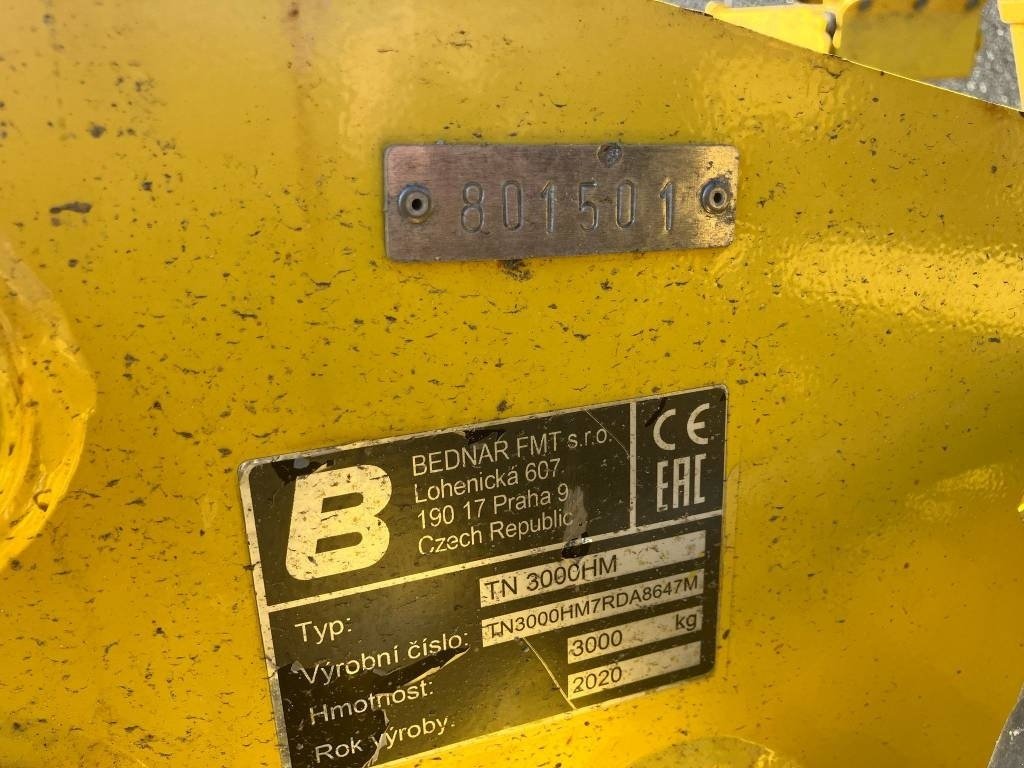 801501
B
BEDNAR FMT s.r.o.
Lohenická 607
190 17 Praha 9
Czech Republic
CE
EAC
Typ: TN 3000HM
Výrobní číslo: TN3000HM7RDA8647M
Hmotnost: 3000 kg
Rok výroby: 2020